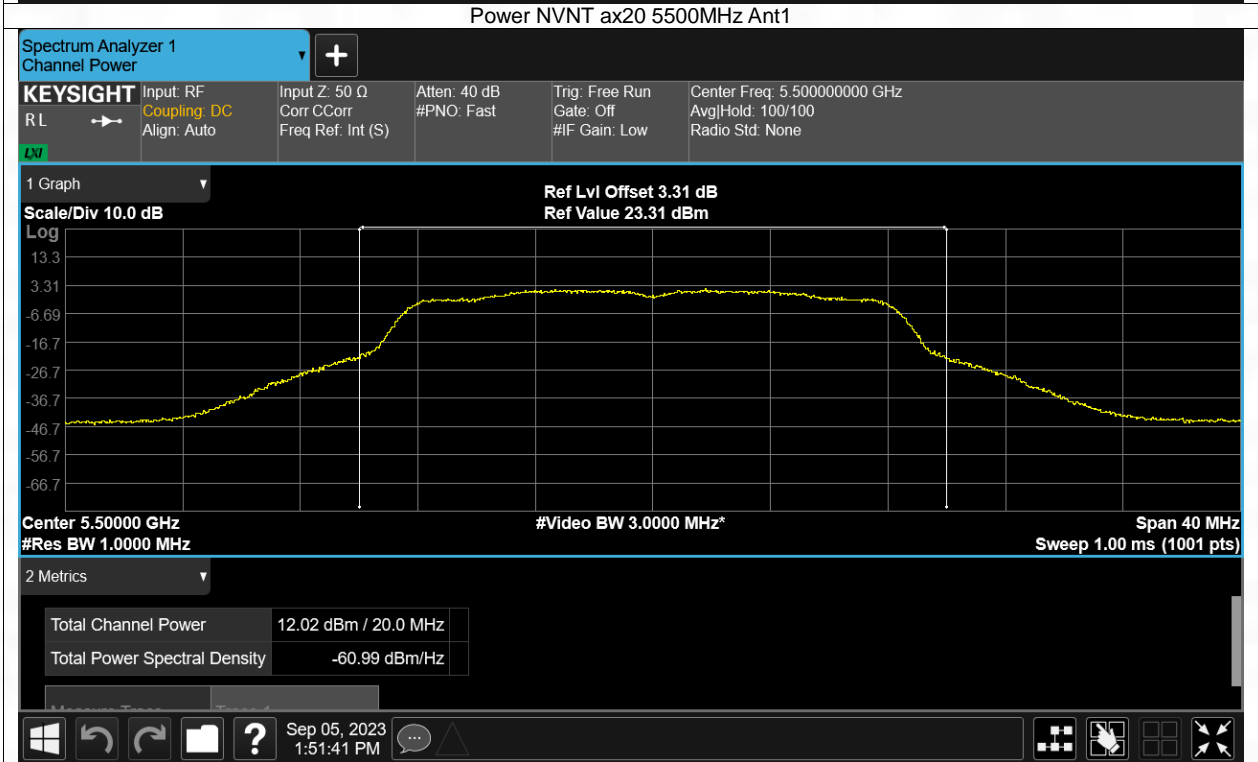 Power NVNT ax20 5500MHz Ant1
Spectrum Analyzer 1
Channel Power
KEYSIGHT Input: RF Input Z: 50 Ω Atten: 40 dB Trig: Free Run Center Freq: 5.500000000 GHz
RL Coupling: DC Corr CCorr #PNO: Fast Gate: Off Avg|Hold: 100/100
Align: Auto Freq Ref: Int (S) #IF Gain: Low Radio Std: None
LXI
1 Graph
Ref Lvl Offset 3.31 dB
Scale/Div 10.0 dB Ref Value 23.31 dBm
Log
13.3
3.31
-6.69
-16.7
-26.7
-36.7
-46.7
-56.7
-66.7
Center 5.50000 GHz #Video BW 3.0000 MHz* Span 40 MHz
#Res BW 1.0000 MHz Sweep 1.00 ms (1001 pts)
2 Metrics
Total Channel Power 12.02 dBm / 20.0 MHz
Total Power Spectral Density -60.99 dBm/Hz
Measure Trace Trace 1
Sep 05, 2023
1:51:41 PM